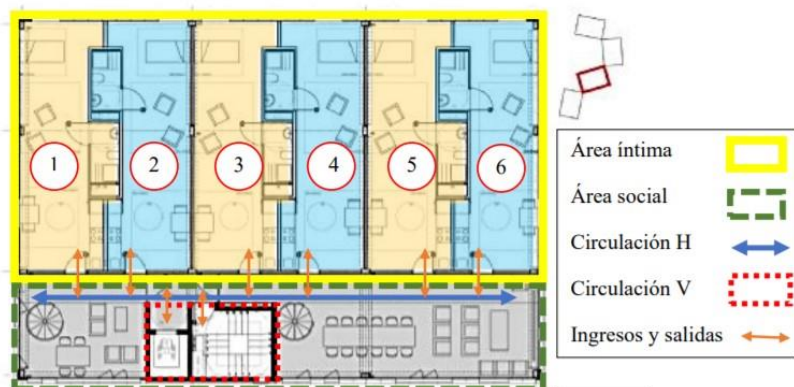 1
2
3
4
5
6
Área íntima
Área social
Circulación H
Circulación V
Ingresos y salidas